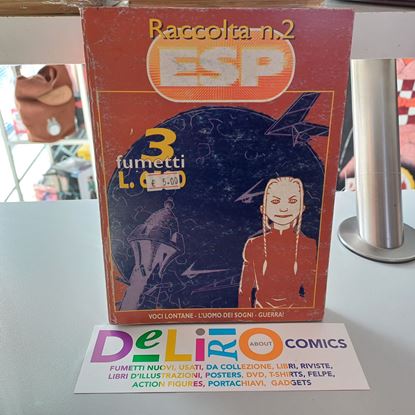 Raccolta n.2
ESP
3
fumetti
L.
€ 5.00
VOCI LONTANE - L'UOMO DEI SOGNI - GUERRA!
DELIRIO ABOUT COMICS
FUMETTI NUOVI, USATI, DA COLLEZIONE, LIBRI, RIVISTE,
LIBRI D'ILLUSTRAZIONI, POSTERS, DVD, T-SHIRTS, FELPE,
ACTION FIGURES, PORTACHIAVI, GADGETS